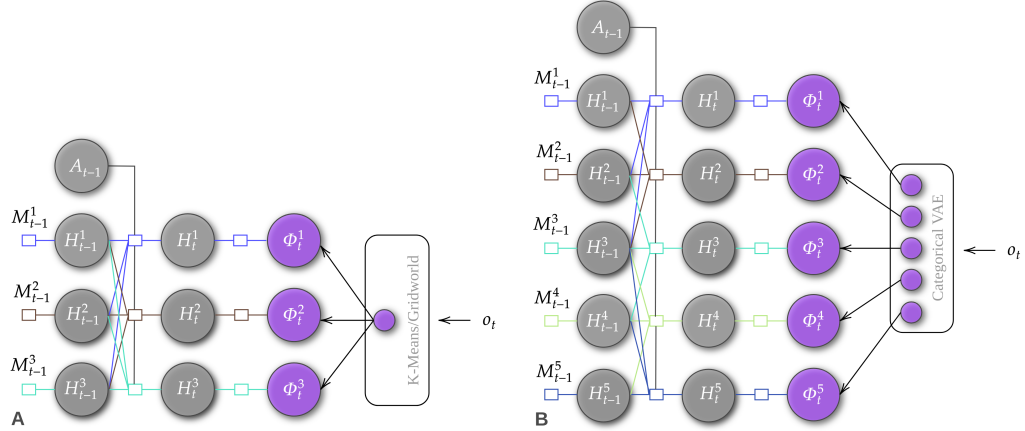 A_{t-1}
M^1_{t-1}
H^1_{t-1} H^1_t Φ^1_t
M^2_{t-1}
H^2_{t-1} H^2_t Φ^2_t
M^3_{t-1}
H^3_{t-1} H^3_t Φ^3_t
K-Means/Gridworld
o_t
A
A_{t-1}
M^1_{t-1}
H^1_{t-1} H^1_t Φ^1_t
M^2_{t-1}
H^2_{t-1} H^2_t Φ^2_t
M^3_{t-1}
H^3_{t-1} H^3_t Φ^3_t
M^4_{t-1}
H^4_{t-1} H^4_t Φ^4_t
M^5_{t-1}
H^5_{t-1} H^5_t Φ^5_t
Categorical VAE
o_t
B